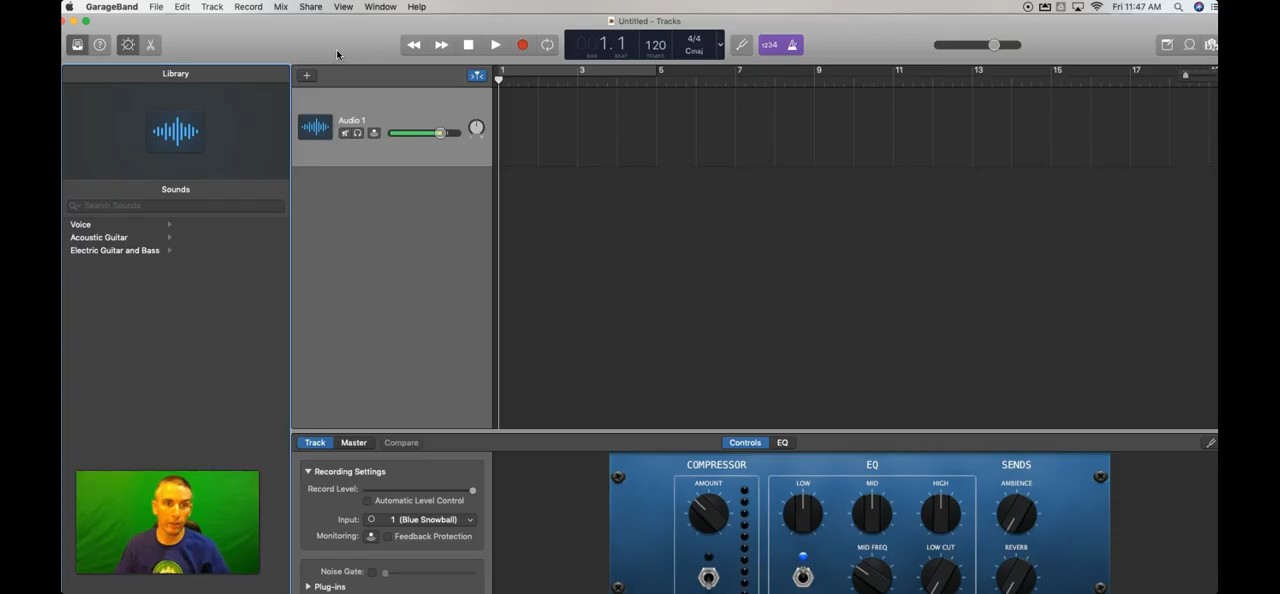 GarageBand File Edit Track Record Mix Share View Window Help Fri 11:47 AM
Untitled - Tracks
001.1 120 4/4 1234
BAR BEAT TEMPO Cmaj
Library 1 3 5 7 9 11 13 15 17
Audio 1
Sounds
Search Sounds
Voice
Acoustic Guitar
Electric Guitar and Bass
Track Master Compare Controls EQ
Recording Settings COMPRESSOR EQ SENDS
Record Level: AMOUNT LOW MID HIGH AMBIENCE
Automatic Level Control
Input: 1 (Blue Snowball)
Monitoring: Feedback Protection
MID FREQ LOW CUT REVERB
Noise Gate:
Plug-ins